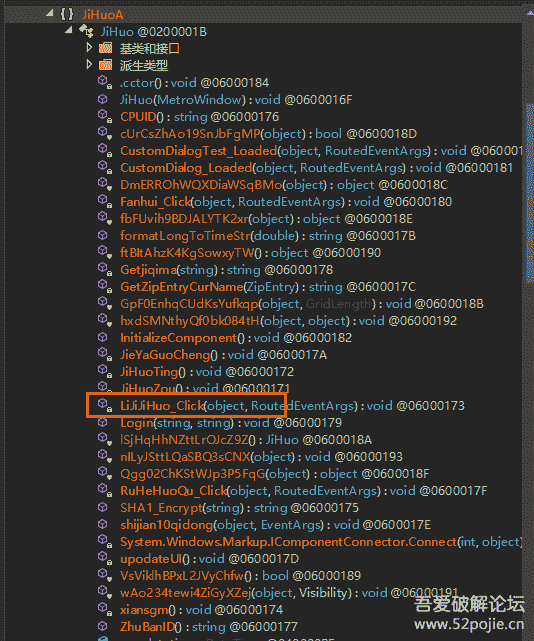 { } JiHuoA
JiHuo @0200001B
基类和接口
派生类型
.cctor() : void @06000184
JiHuo(MetroWindow) : void @0600016F
CPUID() : string @06000176
cUrCsZhAo19SnJbFgMP(object) : bool @0600018D
CustomDialogTest_Loaded(object, RoutedEventArgs) : void @060001
CustomDialog_Loaded(object, RoutedEventArgs) : void @06000181
DmERROhWQXDiaWSqBMo(object) : object @0600018C
Fanhui_Click(object, RoutedEventArgs) : void @06000180
fbFUvih9BDJALYTK2xr(object) : object @0600018E
formatLongToTimeStr(double) : string @0600017B
ftBltAhzK4KgSowxyTW() : object @06000190
Getjiqima(string) : string @06000178
GetZipEntryCurName(ZipEntry) : string @0600017C
GpF0EnhqCUdKsYufkqp(object, GridLength) : void @0600018B
hxdSMNthyQf0bk084tH(object, object) : void @06000192
InitializeComponent() : void @06000182
JieYaGuoCheng() : void @0600017A
JiHuoTing() : void @06000172
JiHuoZou() : void @06000171
LiJiJiHuo_Click(object, RoutedEventArgs) : void @06000173
Login(string, string) : void @06000179
lSjHqHhNZttLrOJcZ9Z() : JiHuo @0600018A
nILyJSttLQaSBQ3sCNX(object) : void @06000193
Qgg02ChKStWJp3P5FqG(object) : object @0600018F
RuHeHuoQu_Click(object, RoutedEventArgs) : void @0600017F
SHA1_Encrypt(string) : string @06000175
shijian10qidong(object, EventArgs) : void @0600017E
System.Windows.Markup.IComponentConnector.Connect(int, object)
upodateUI() : void @0600017D
VsViklhBPxL2JVyChfw() : bool @06000189
wAo234tewi4ZiGyXZej(object, Visibility) : void @06000191
xiansgm() : void @06000174
ZhuBanID() : string @06000177
吾爱破解论坛
www.52pojie.cn